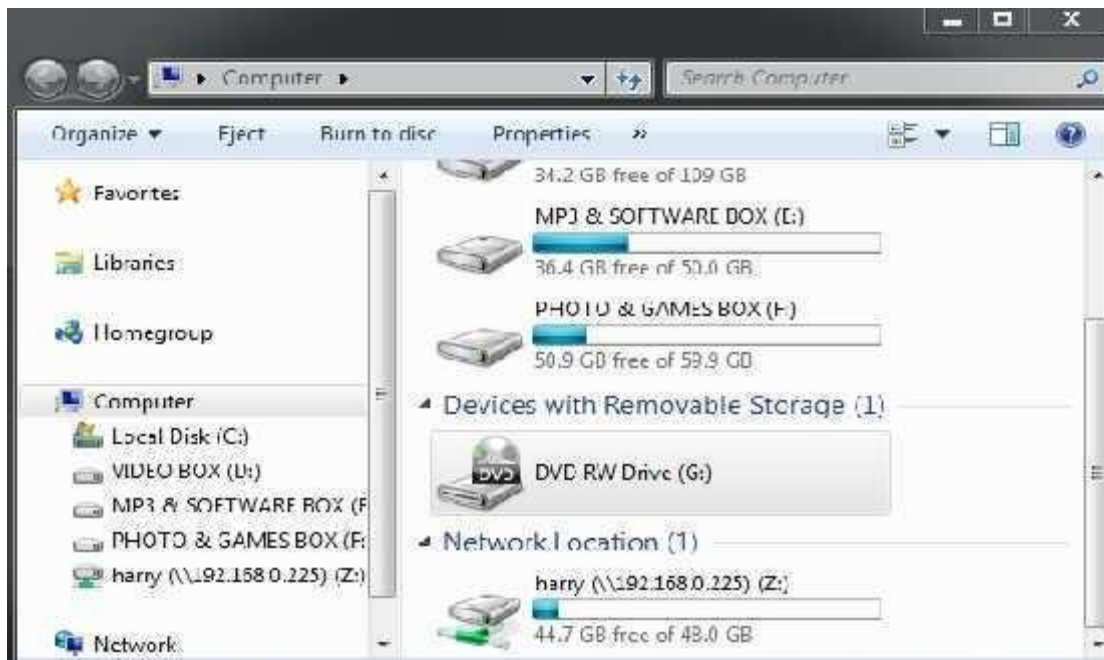 Computer
Search Computer
Organize
Eject
Burn to disc
Properties
»
Favorites
Libraries
Homegroup
Computer
Local Disk (C:)
VIDEO BOX (D:)
MP3 & SOFTWARE BOX (E
PHOTO & GAMES BOX (F:
harry (\\192.168.0.225) (Z:)
Network
34.2 GB free of 109 GB
MP3 & SOFTWARE BOX (E:)
36.4 GB free of 50.0 GB
PHOTO & GAMES BOX (F:)
50.9 GB free of 59.9 GB
Devices with Removable Storage (1)
DVD
DVD RW Drive (G:)
Network Location (1)
harry (\\192.168.0.225) (Z:)
44.7 GB free of 48.0 GB